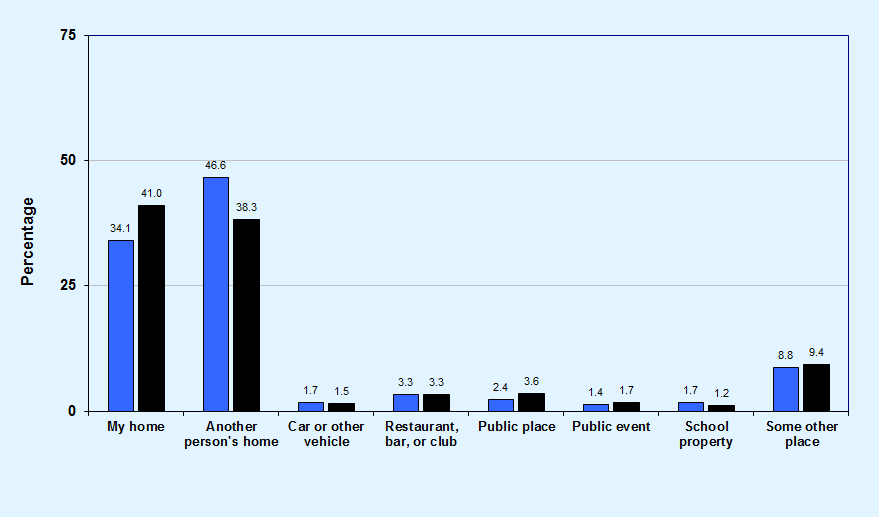 75
50
25
0
Percentage
34.1
41.0
46.6
38.3
1.7
1.5
3.3
3.3
2.4
3.6
1.4
1.7
1.7
1.2
8.8
9.4
My home
Another
person's home
Car or other
vehicle
Restaurant,
bar, or club
Public place
Public event
School
property
Some other
place